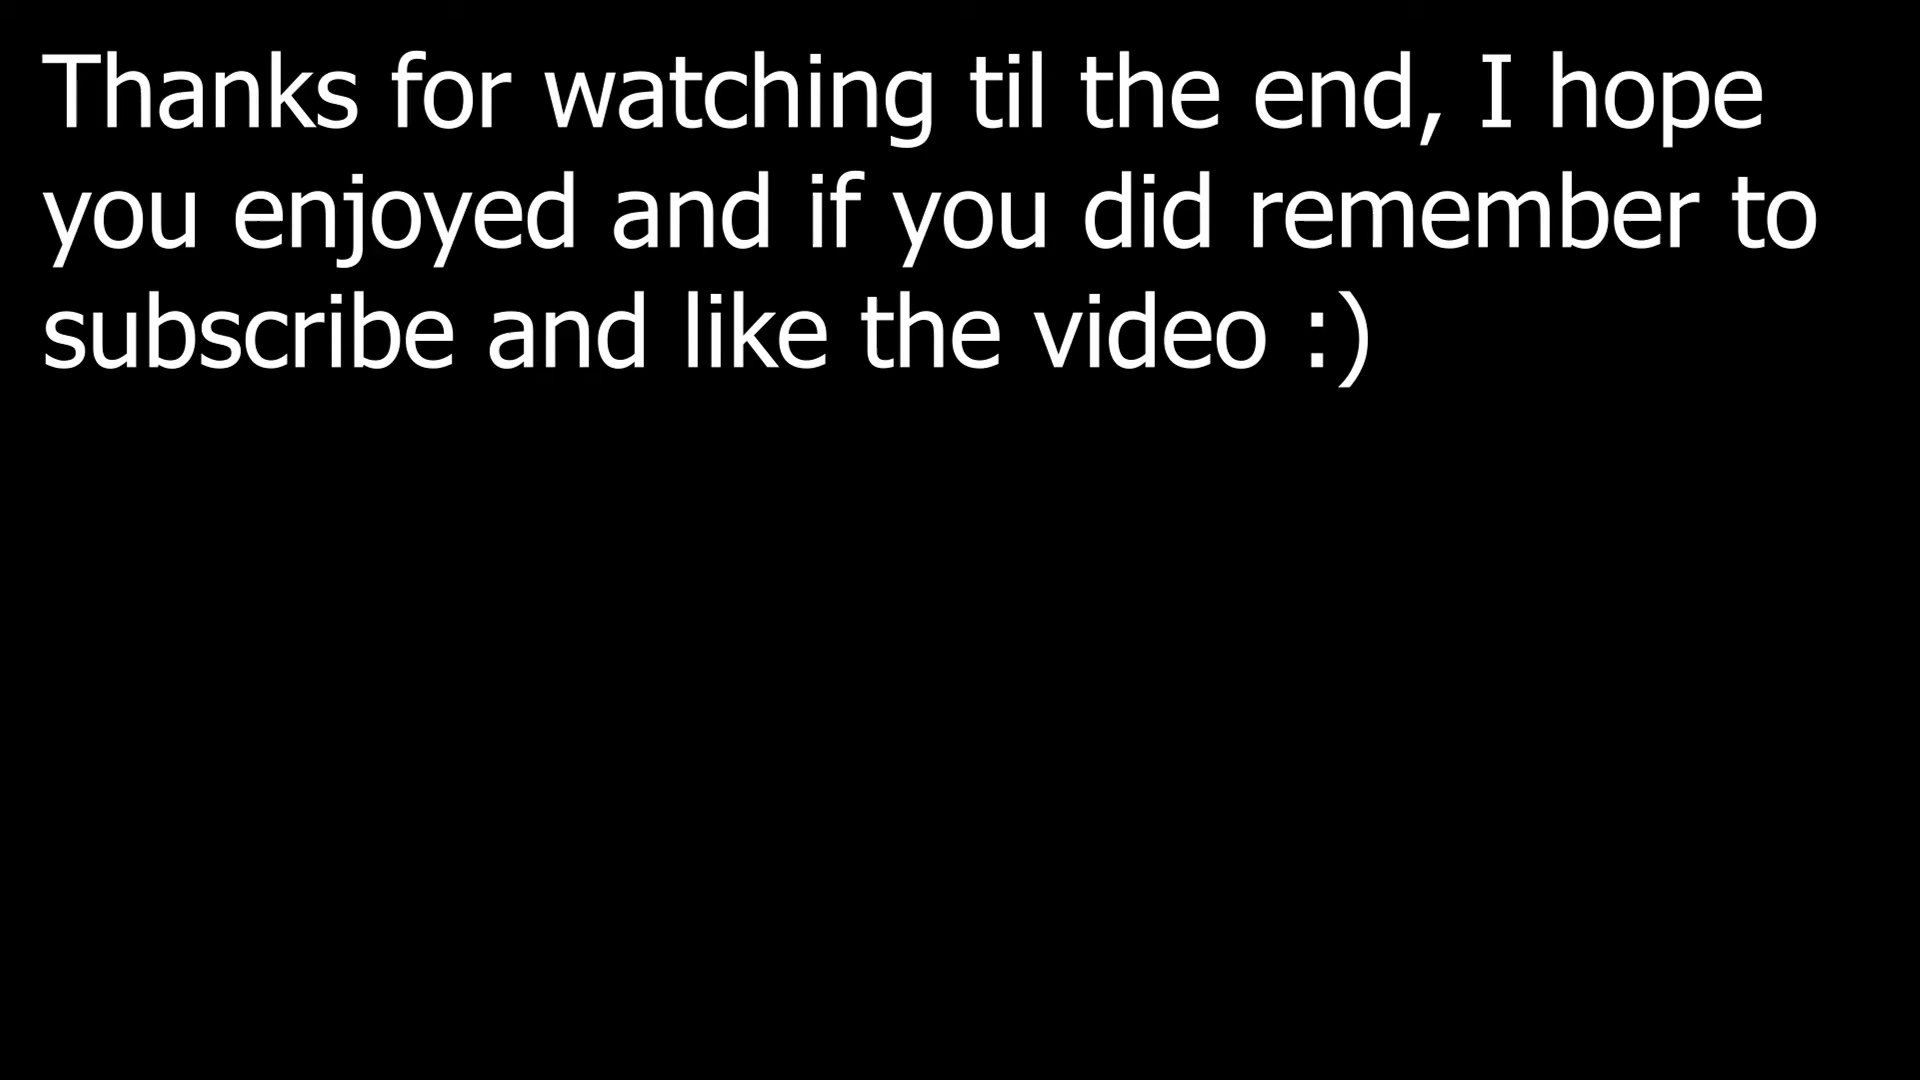 Thanks for watching til the end, I hope
you enjoyed and if you did remember to
subscribe and like the video :)